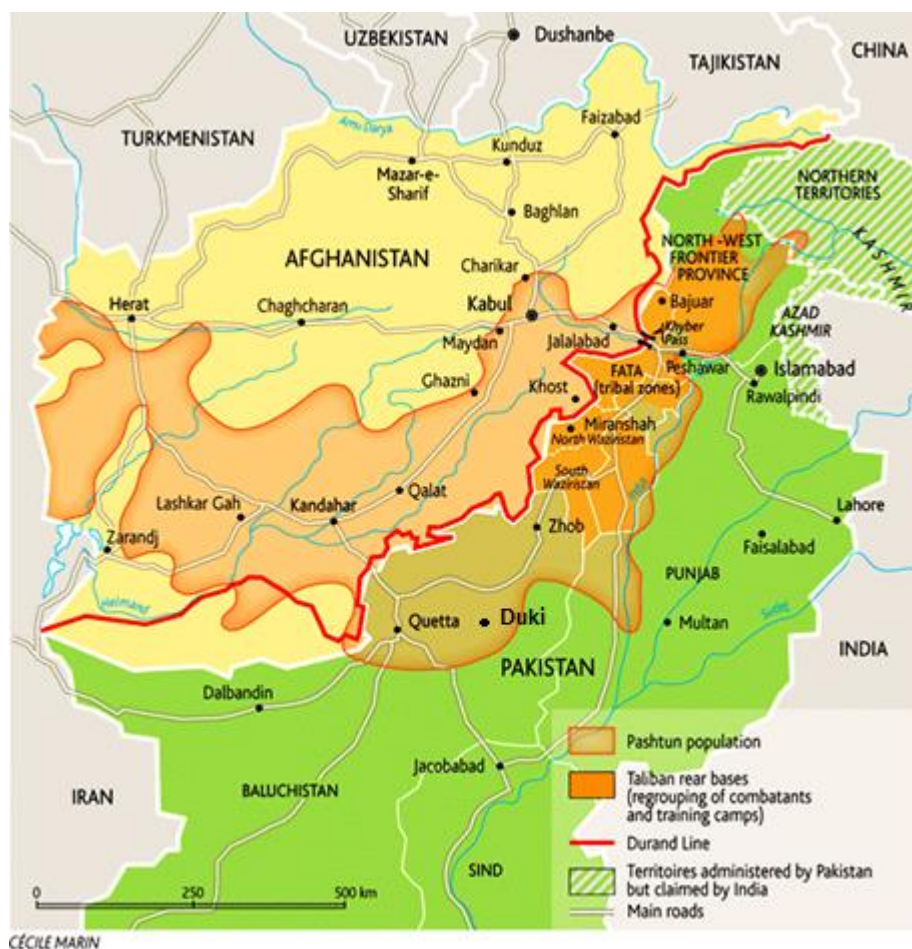 UZBEKISTAN
Dushanbe
CHINA
TAJIKISTAN
TURKMENISTAN
Amu Darya
Faizabad
Kunduz
Mazar-e-
Sharif
Baghlan
NORTHERN
TERRITORIES
KASHMIR
AFGHANISTAN
NORTH-WEST
FRONTIER
PROVINCE
Charikar
Herat
Chaghcharan
Kabul
Bajuar
AZAD
KASHMIR
Maydan
Jalalabad
Khyber
Pass
Peshawar
Islamabad
Rawalpindi
Ghazni
Khost
FATA
(tribal zones)
Miranshah
North Waziristan
South
Waziristan
Lashkar Gah
Kandahar
Qalat
Zhob
Lahore
Faisalabad
Zarandj
PUNJAB
Helmand
Quetta
Duki
Multan
INDIA
PAKISTAN
Dalbandin
Jacobabad
IRAN
BALUCHISTAN
SIND
Pashtun population
Taliban rear bases
(regrouping of combatants
and training camps)
Durand Line
Territoires administered by Pakistan
but claimed by India
Main roads
0 250 500 km
CÉCILE MARIN